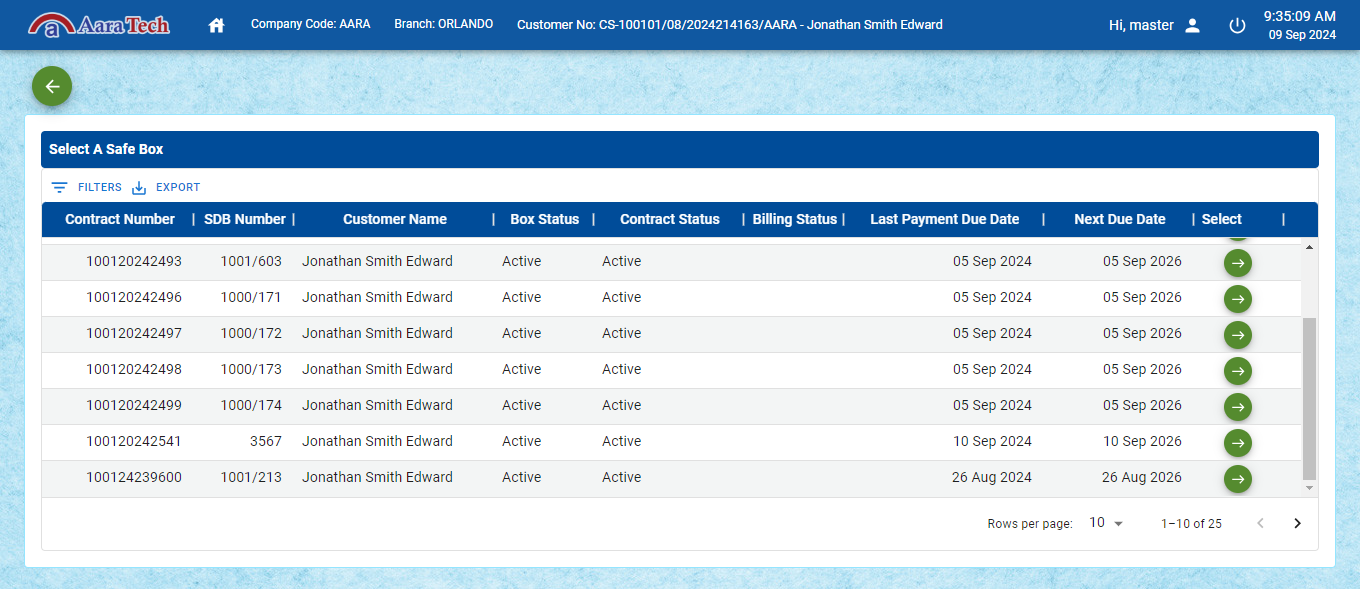 Aara Tech
Company Code: AARA Branch: ORLANDO Customer No: CS-100101/08/2024214163/AARA - Jonathan Smith Edward Hi, master 9:35:09 AM
09 Sep 2024
Select A Safe Box
FILTERS EXPORT
Contract Number | SDB Number | Customer Name | Box Status | Contract Status | Billing Status | Last Payment Due Date | Next Due Date | Select |
100120242493 1001/603 Jonathan Smith Edward Active Active 05 Sep 2024 05 Sep 2026
100120242496 1000/171 Jonathan Smith Edward Active Active 05 Sep 2024 05 Sep 2026
100120242497 1000/172 Jonathan Smith Edward Active Active 05 Sep 2024 05 Sep 2026
100120242498 1000/173 Jonathan Smith Edward Active Active 05 Sep 2024 05 Sep 2026
100120242499 1000/174 Jonathan Smith Edward Active Active 05 Sep 2024 05 Sep 2026
100120242541 3567 Jonathan Smith Edward Active Active 10 Sep 2024 10 Sep 2026
100124239600 1001/213 Jonathan Smith Edward Active Active 26 Aug 2024 26 Aug 2026
Rows per page: 10 1–10 of 25